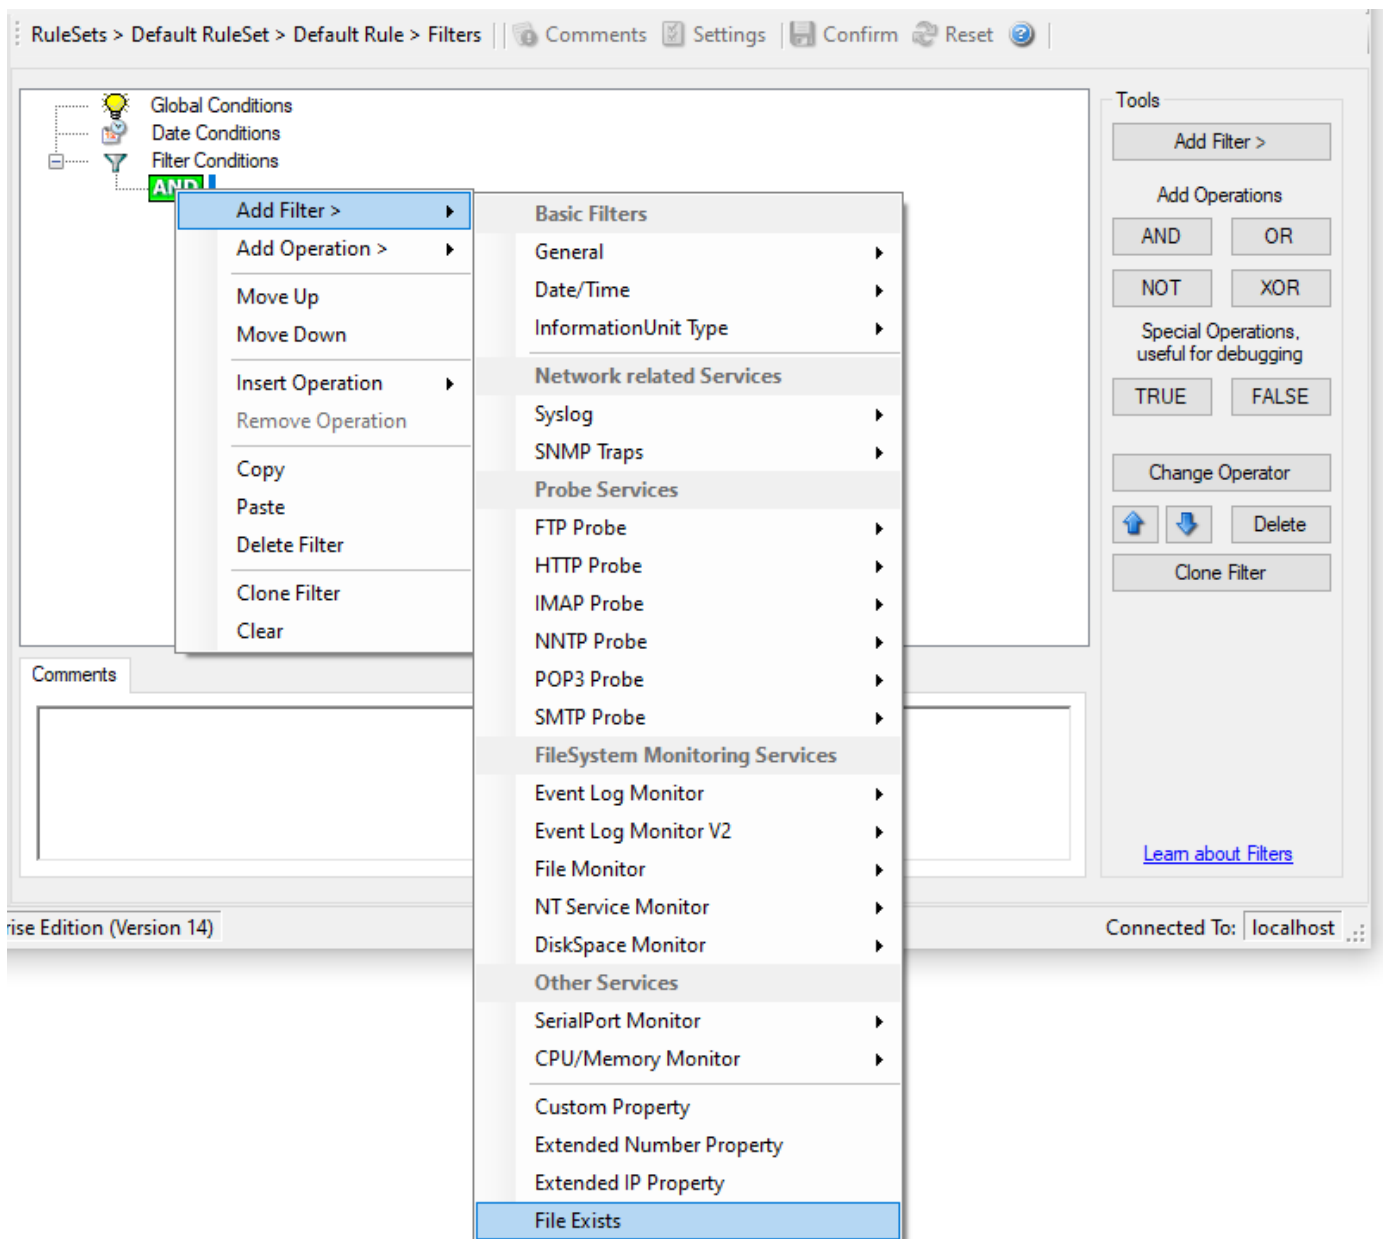 RuleSets > Default RuleSet > Default Rule > Filters Comments Settings Confirm Reset
Global Conditions
Date Conditions
Filter Conditions
AND
Add Filter >
Add Operation >
Move Up
Move Down
Insert Operation
Remove Operation
Copy
Paste
Delete Filter
Clone Filter
Clear
Basic Filters
General
Date/Time
InformationUnit Type
Network related Services
Syslog
SNMP Traps
Probe Services
FTP Probe
HTTP Probe
IMAP Probe
NNTP Probe
POP3 Probe
SMTP Probe
FileSystem Monitoring Services
Event Log Monitor
Event Log Monitor V2
File Monitor
NT Service Monitor
DiskSpace Monitor
Other Services
SerialPort Monitor
CPU/Memory Monitor
Custom Property
Extended Number Property
Extended IP Property
File Exists
Tools
Add Filter >
Add Operations
AND OR
NOT XOR
Special Operations,
useful for debugging
TRUE FALSE
Change Operator
Delete
Clone Filter
Learn about Filters
Comments
rise Edition (Version 14)
Connected To: localhost